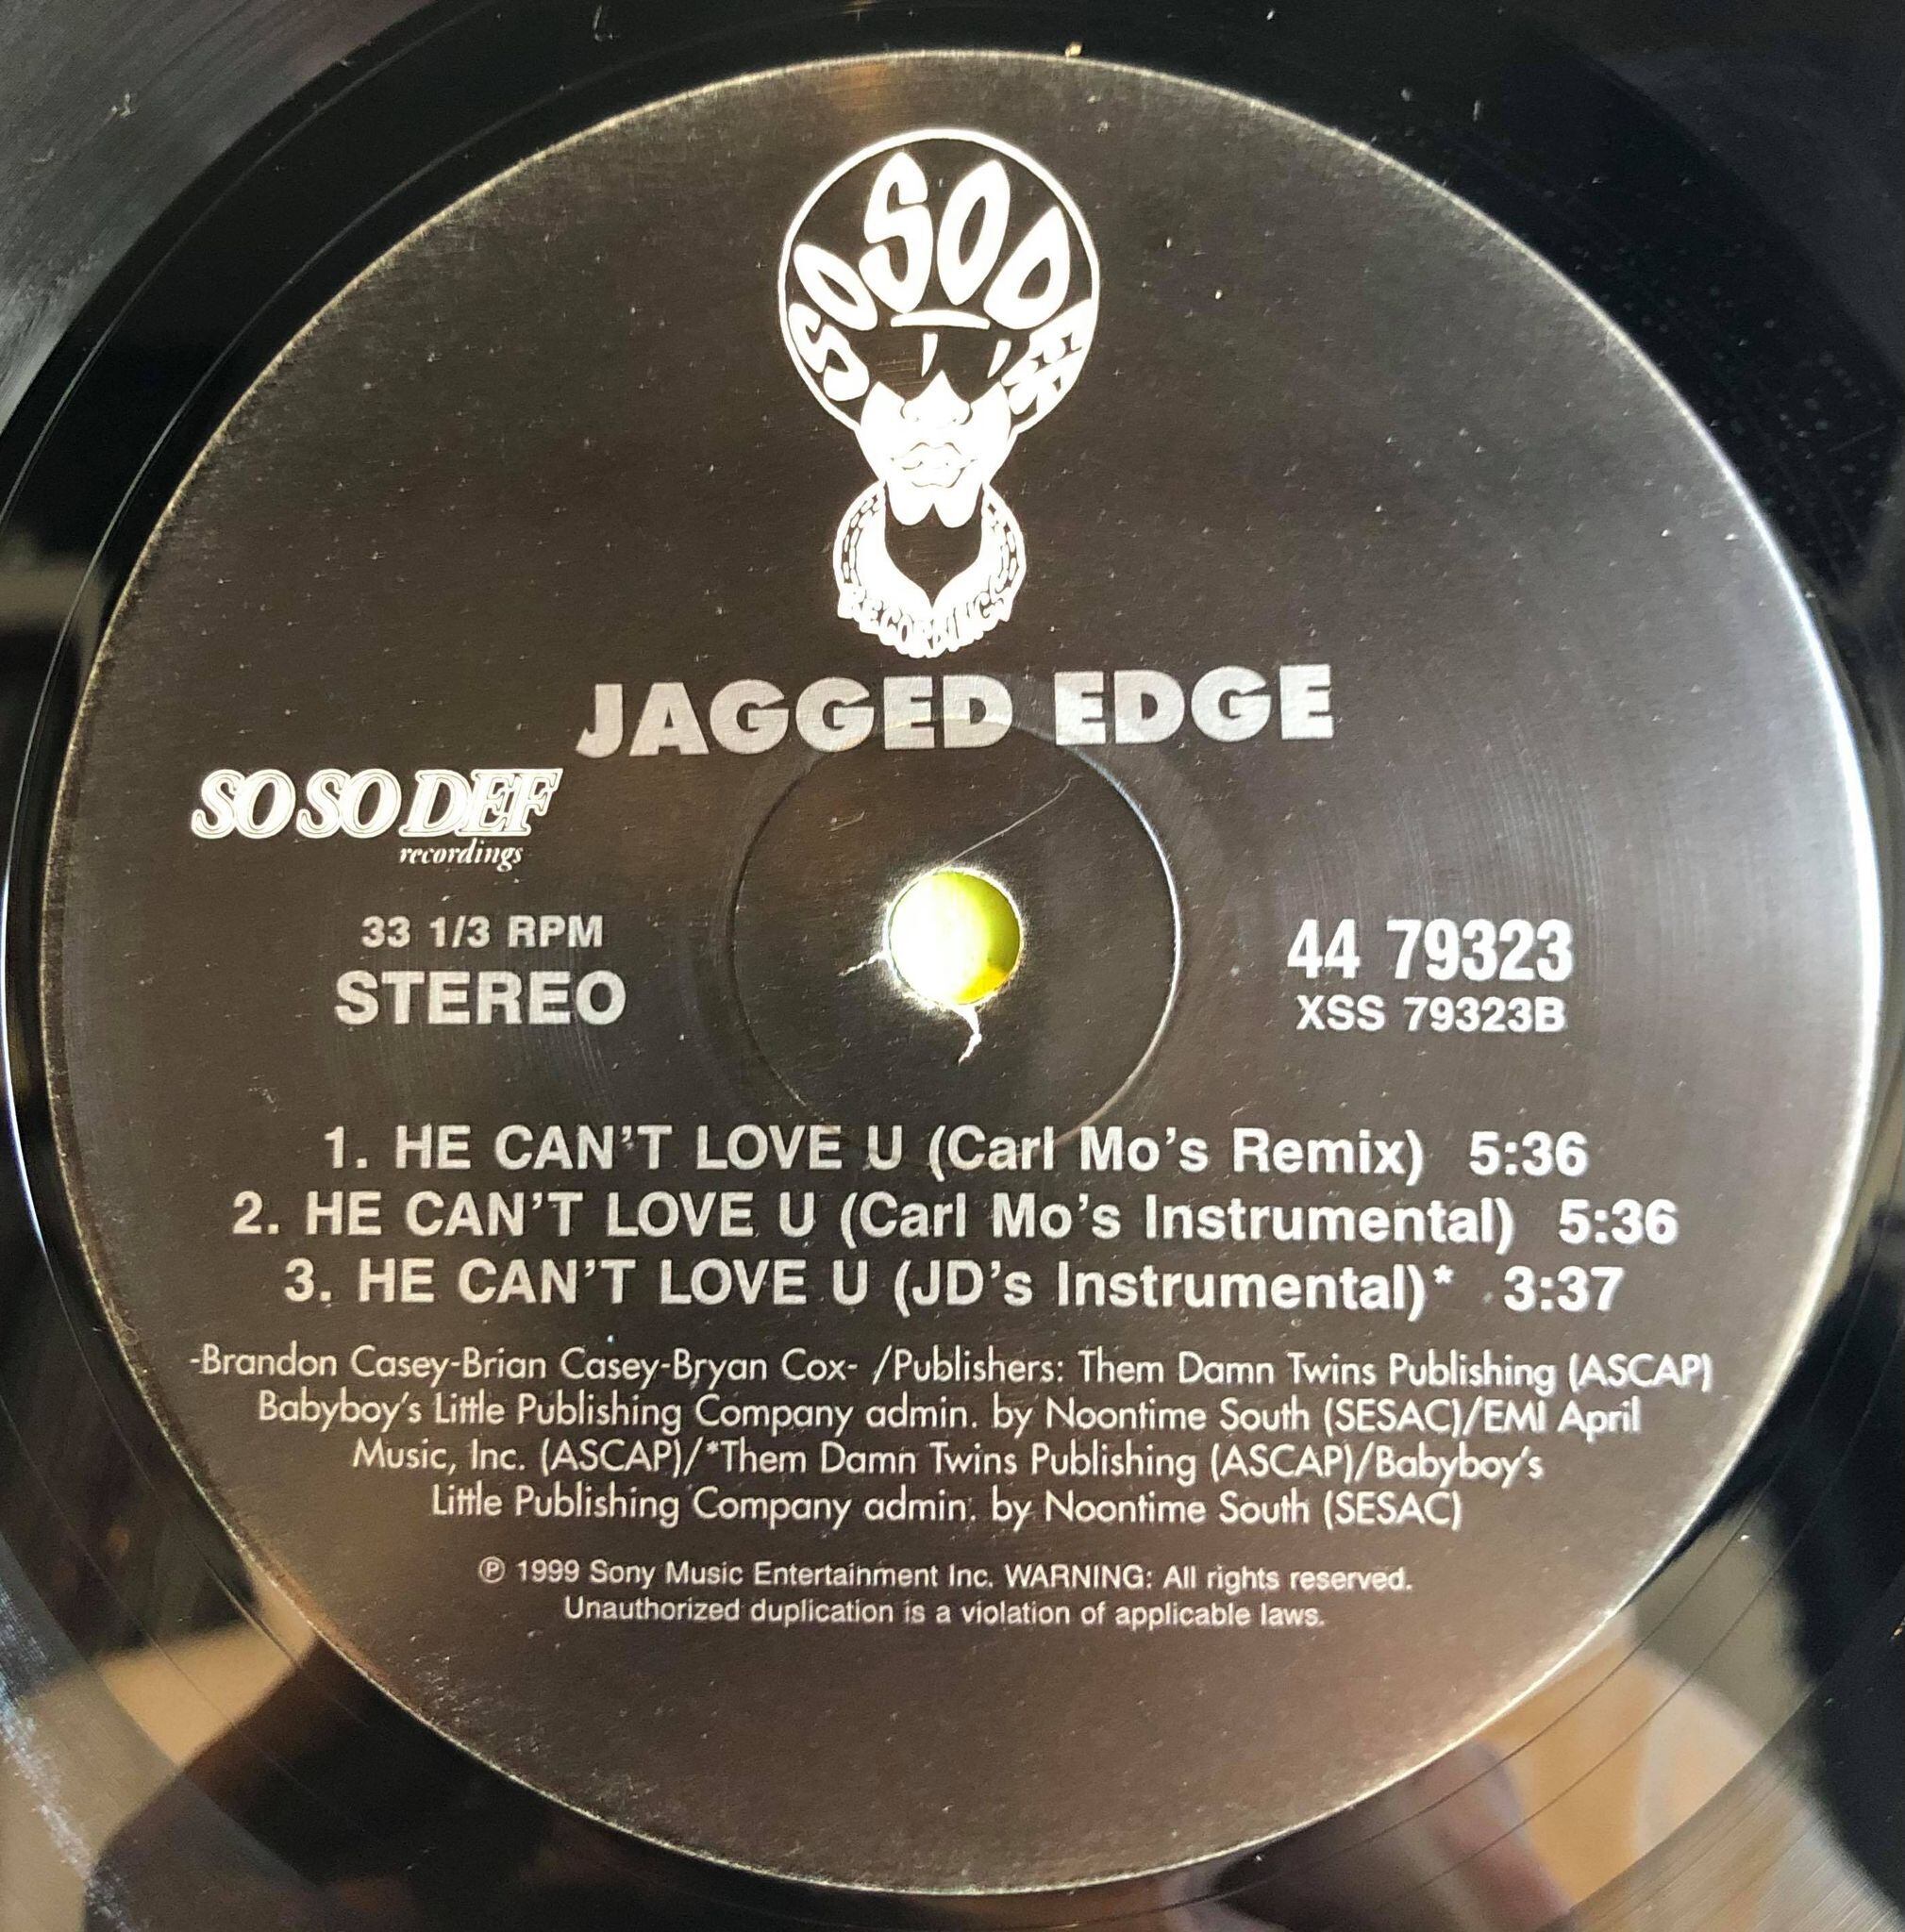 SO SO DEF
RECORDINGS
JAGGED EDGE
SO SO DEF
recordings
33 1/3 RPM
STEREO
44 79323
XSS 79323B
1. HE CAN'T LOVE U (Carl Mo's Remix) 5:36
2. HE CAN'T LOVE U (Carl Mo's Instrumental) 5:36
3. HE CAN'T LOVE U (JD's Instrumental)* 3:37
-Brandon Casey-Brian Casey-Bryan Cox- /Publishers: Them Damn Twins Publishing (ASCAP)
Babyboy's Little Publishing Company admin. by Noontime South (SESAC)/EMI April
Music, Inc. (ASCAP)/*Them Damn Twins Publishing (ASCAP)/Babyboy's
Little Publishing Company admin. by Noontime South (SESAC)
℗ 1999 Sony Music Entertainment Inc. WARNING: All rights reserved.
Unauthorized duplication is a violation of applicable laws.